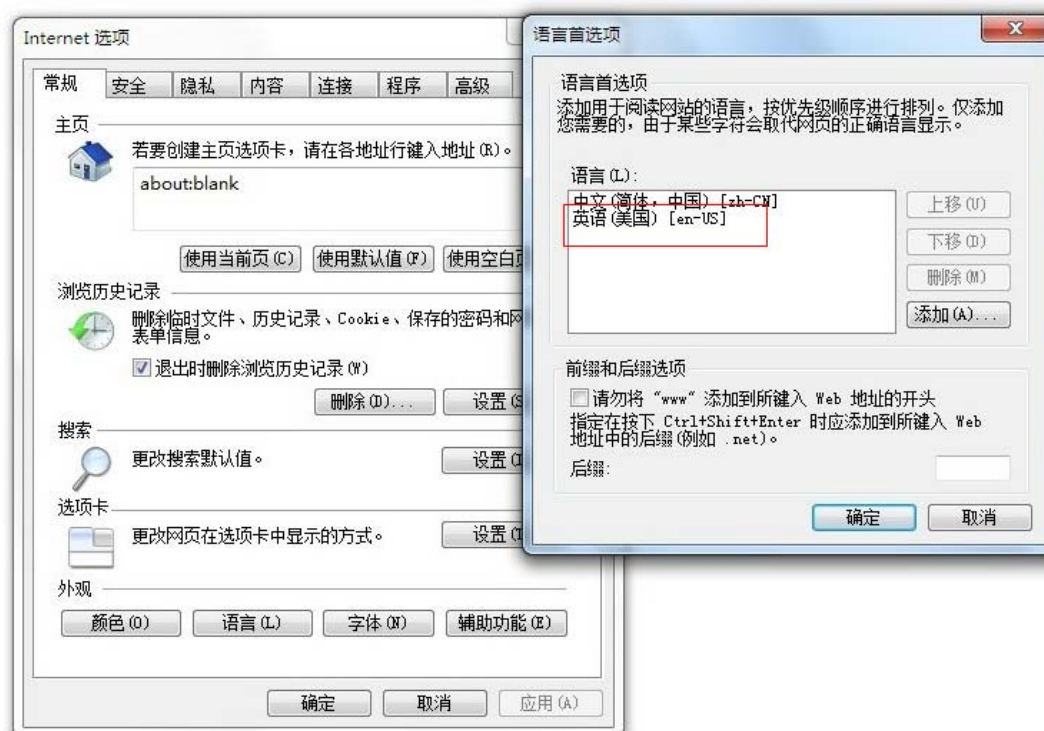 Internet 选项
常规 安全 隐私 内容 连接 程序 高级
主页
若要创建主页选项卡，请在各地址行键入地址(R)。
about:blank
使用当前页(C) 使用默认值(F) 使用空白
浏览历史记录
删除临时文件、历史记录、Cookie、保存的密码和
表单信息。
退出时删除浏览历史记录(W)
删除(D)... 设置
搜索
更改搜索默认值。
设置
选项卡
更改网页在选项卡中显示的方式。
设置
外观
颜色(O) 语言(L) 字体(N) 辅助功能(E)
确定 取消 应用(A)
语言首选项
语言首选项
添加用于阅读网站的语言，按优先级顺序进行排列。仅添加
您需要的，由于某些字符会取代网页的正确语言显示。
语言(L):
中文(简体，中国) [zh-CN]
英语(美国) [en-US]
上移(U)
下移(D)
删除(M)
添加(A)...
前缀和后缀选项
请勿将 “www” 添加到所键入 Web 地址的开头
指定在按下 Ctrl+Shift+Enter 时应添加到所键入 Web
地址中的后缀(例如 .net)。
后缀:
确定 取消